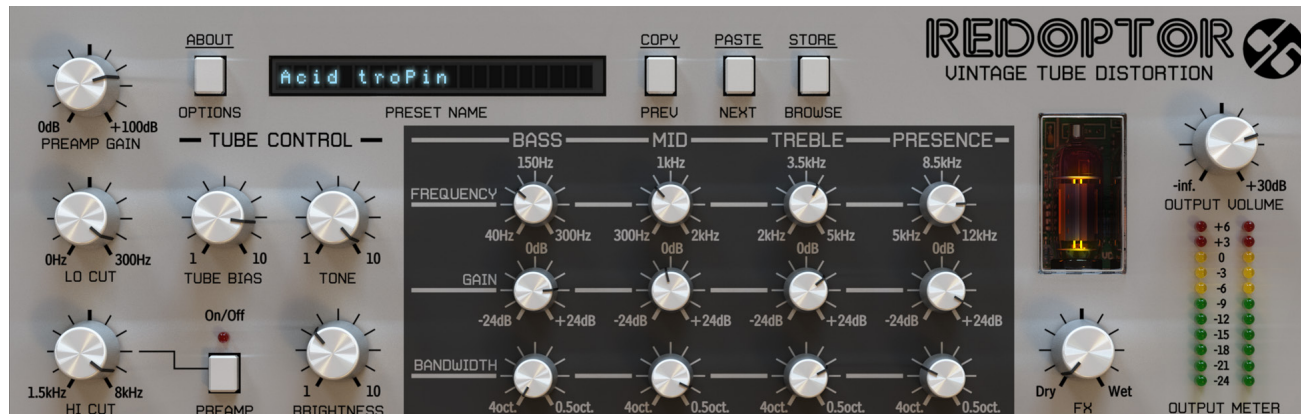 REDOPTOR
VINTAGE TUBE DISTORTION
ABOUT
OPTIONS
Acid troPin
PRESET NAME
COPY
PREV
PASTE
NEXT
STORE
BROWSE
0dB +100dB
PREAMP GAIN
TUBE CONTROL
0Hz 300Hz
LO CUT
1 10
TUBE BIAS
1 10
TONE
1.5kHz 8kHz
HI CUT
On/Off
PREAMP
1 10
BRIGHTNESS
BASS MID TREBLE PRESENCE
150Hz 1kHz 3.5kHz 8.5kHz
FREQUENCY
40Hz 300Hz 300Hz 2kHz 2kHz 5kHz 5kHz 12kHz
0dB 0dB 0dB 0dB
GAIN
-24dB +24dB -24dB +24dB -24dB +24dB -24dB +24dB
BANDWIDTH
4oct. 0.5oct. 4oct. 0.5oct. 4oct. 0.5oct. 4oct. 0.5oct.
Dry Wet
FX
-inf. +30dB
OUTPUT VOLUME
+6
+3
0
-3
-6
-9
-12
-15
-18
-21
-24
OUTPUT METER